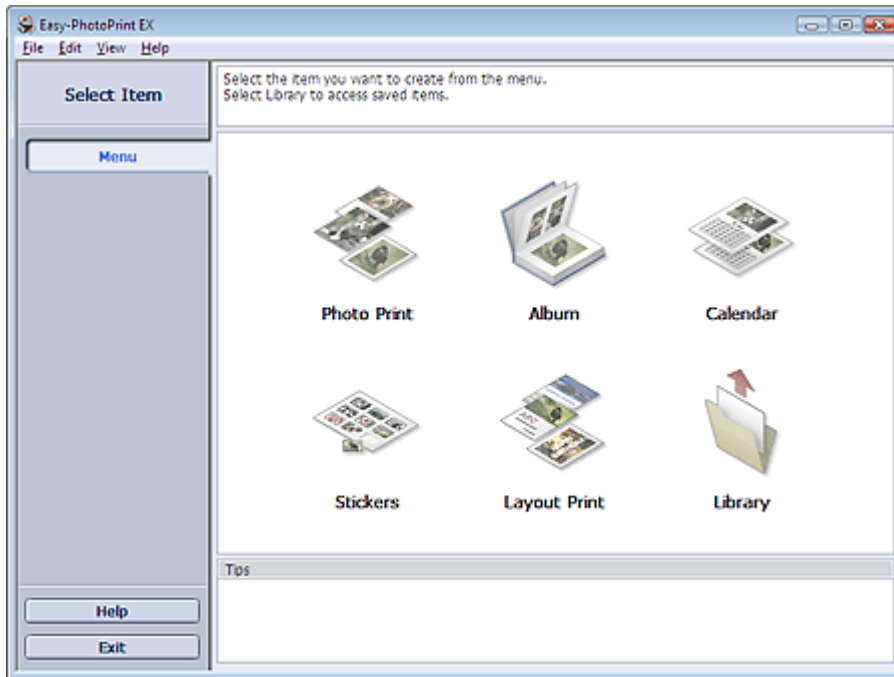 Easy-PhotoPrint EX
File Edit View Help
Select Item
Select the item you want to create from the menu.
Select Library to access saved items.
Menu
Photo Print
Album
Calendar
Stickers
Layout Print
Library
Tips
Help
Exit